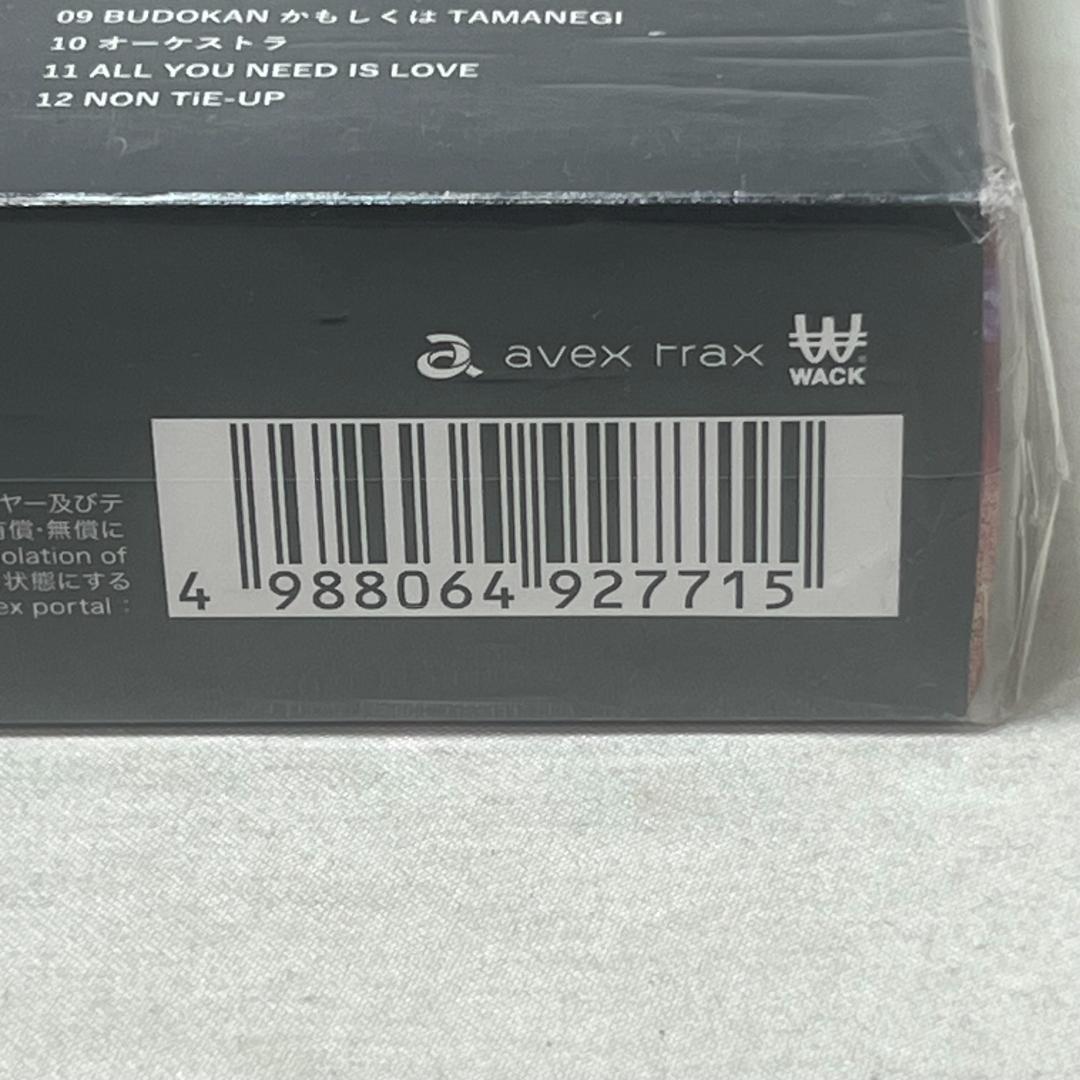 09 BUDOKAN かもしくは TAMANEGI
10 オーケストラ
11 ALL YOU NEED IS LOVE
12 NON TiE-UP
avex trax
WACK
ヤー及びテ
償・無償に
olation of
状態にする
ex portal :
4 988064 927715